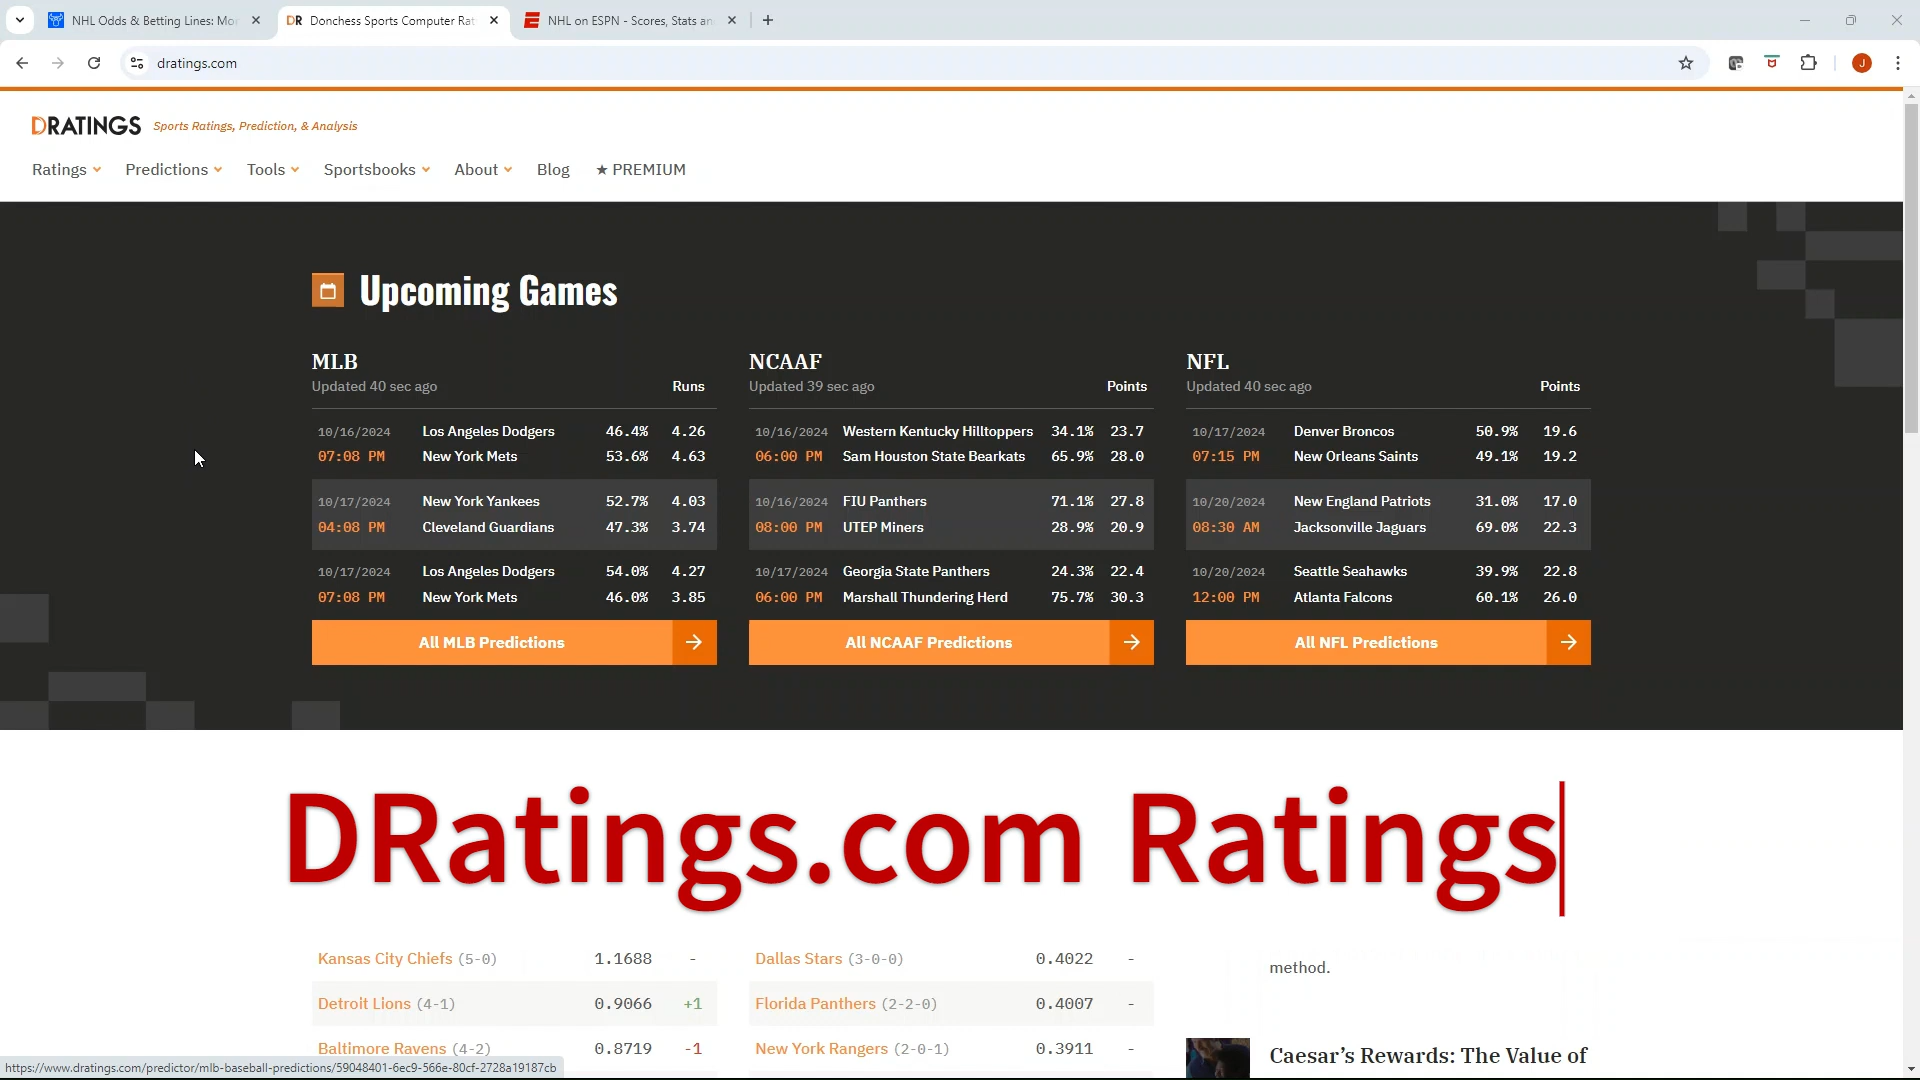 NHL Odds & Betting Lines: Mo
Donchess Sports Computer Rat
NHL on ESPN - Scores, Stats an
dratings.com
J
DRATINGS Sports Ratings, Prediction, & Analysis
Ratings Predictions Tools Sportsbooks About Blog ★ PREMIUM
Upcoming Games
MLB
Updated 40 sec ago Runs
10/16/2024 Los Angeles Dodgers 46.4% 4.26
07:08 PM New York Mets 53.6% 4.63
10/17/2024 New York Yankees 52.7% 4.03
04:08 PM Cleveland Guardians 47.3% 3.74
10/17/2024 Los Angeles Dodgers 54.0% 4.27
07:08 PM New York Mets 46.0% 3.85
All MLB Predictions →
NCAAF
Updated 39 sec ago Points
10/16/2024 Western Kentucky Hilltoppers 34.1% 23.7
06:00 PM Sam Houston State Bearkats 65.9% 28.0
10/16/2024 FIU Panthers 71.1% 27.8
08:00 PM UTEP Miners 28.9% 20.9
10/17/2024 Georgia State Panthers 24.3% 22.4
06:00 PM Marshall Thundering Herd 75.7% 30.3
All NCAAF Predictions →
NFL
Updated 40 sec ago Points
10/17/2024 Denver Broncos 50.9% 19.6
07:15 PM New Orleans Saints 49.1% 19.2
10/20/2024 New England Patriots 31.0% 17.0
08:30 AM Jacksonville Jaguars 69.0% 22.3
10/20/2024 Seattle Seahawks 39.9% 22.8
12:00 PM Atlanta Falcons 60.1% 26.0
All NFL Predictions →
DRatings.com Ratings
Kansas City Chiefs (5-0) 1.1688 -
Detroit Lions (4-1) 0.9066 +1
Baltimore Ravens (4-2) 0.8719 -1
Dallas Stars (3-0-0) 0.4022 -
Florida Panthers (2-2-0) 0.4007 -
New York Rangers (2-0-1) 0.3911 -
method.
Caesar's Rewards: The Value of
https://www.dratings.com/predictor/mlb-baseball-predictions/59048401-6ec9-566e-80cf-2728a19187cb